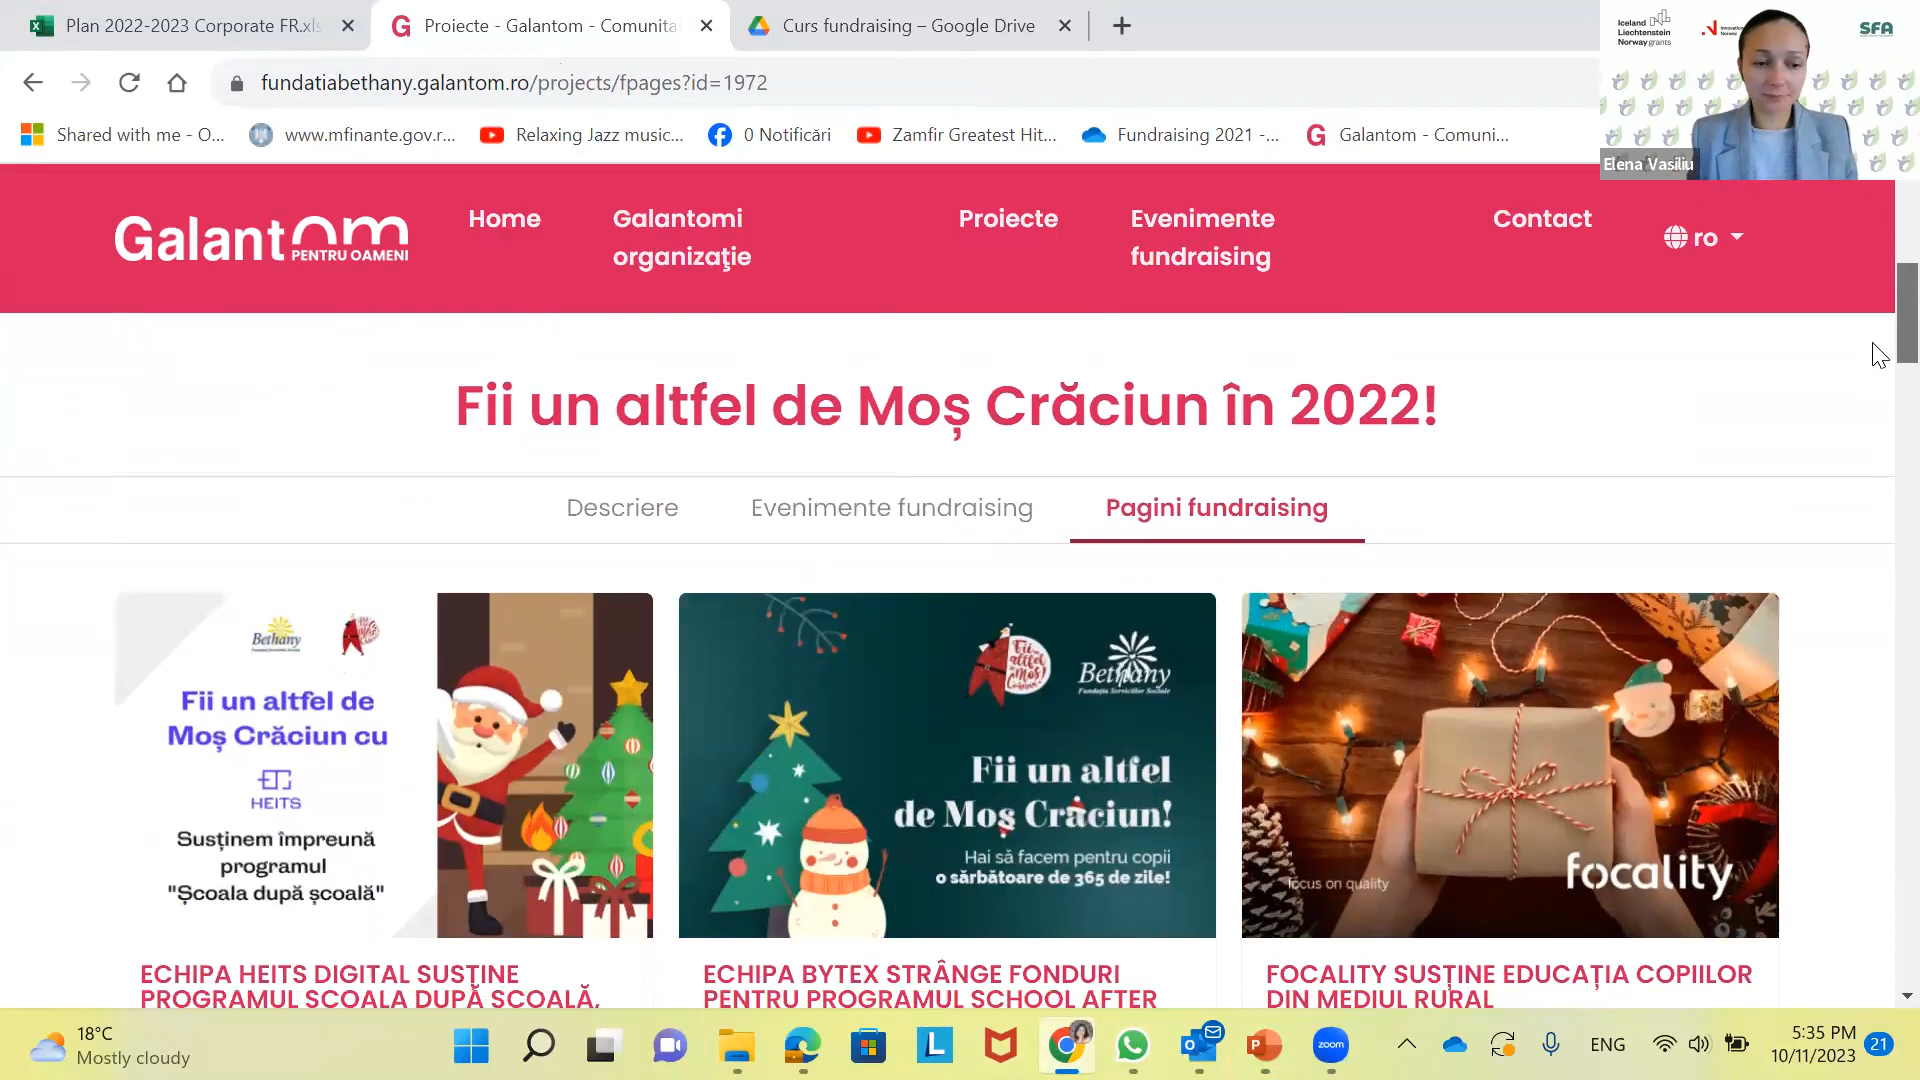 Plan 2022-2023 Corporate FR.xls
Proiecte - Galantom - Comunita
Curs fundraising – Google Drive
Iceland
Liechtenstein
Norway grants
SFA
fundatiabethany.galantom.ro/projects/fpages?id=1972
Shared with me - O...
www.mfinante.gov.r...
Relaxing Jazz music...
0 Notificări
Zamfir Greatest Hit...
Fundraising 2021 -...
Galantom - Comuni...
Elena Vasiliu
Galantom
PENTRU OAMENI
Home
Galantomi
organizaţie
Proiecte
Evenimente
fundraising
Contact
ro
Fii un altfel de Moș Crăciun în 2022!
Descriere
Evenimente fundraising
Pagini fundraising
Bethany
Fii un altfel de
Moș Crăciun cu
HEITS
Susținem împreună
programul
"Școala după școală"
Fii un
altfel
de Moș
Crăciun!
Bethany
Fundația Serviciilor Sociale
Fii un altfel
de Moș Crăciun!
Hai să facem pentru copii
o sărbătoare de 365 de zile!
focus on quality
focality
ECHIPA HEITS DIGITAL SUSȚINE
PROGRAMUL ȘCOALA DUPĂ ȘCOALĂ,
ECHIPA BYTEX STRÂNGE FONDURI
PENTRU PROGRAMUL SCHOOL AFTER
FOCALITY SUSȚINE EDUCAȚIA COPIILOR
DIN MEDIUL RURAL
18°C
Mostly cloudy
zoom
ENG
5:35 PM
10/11/2023
21